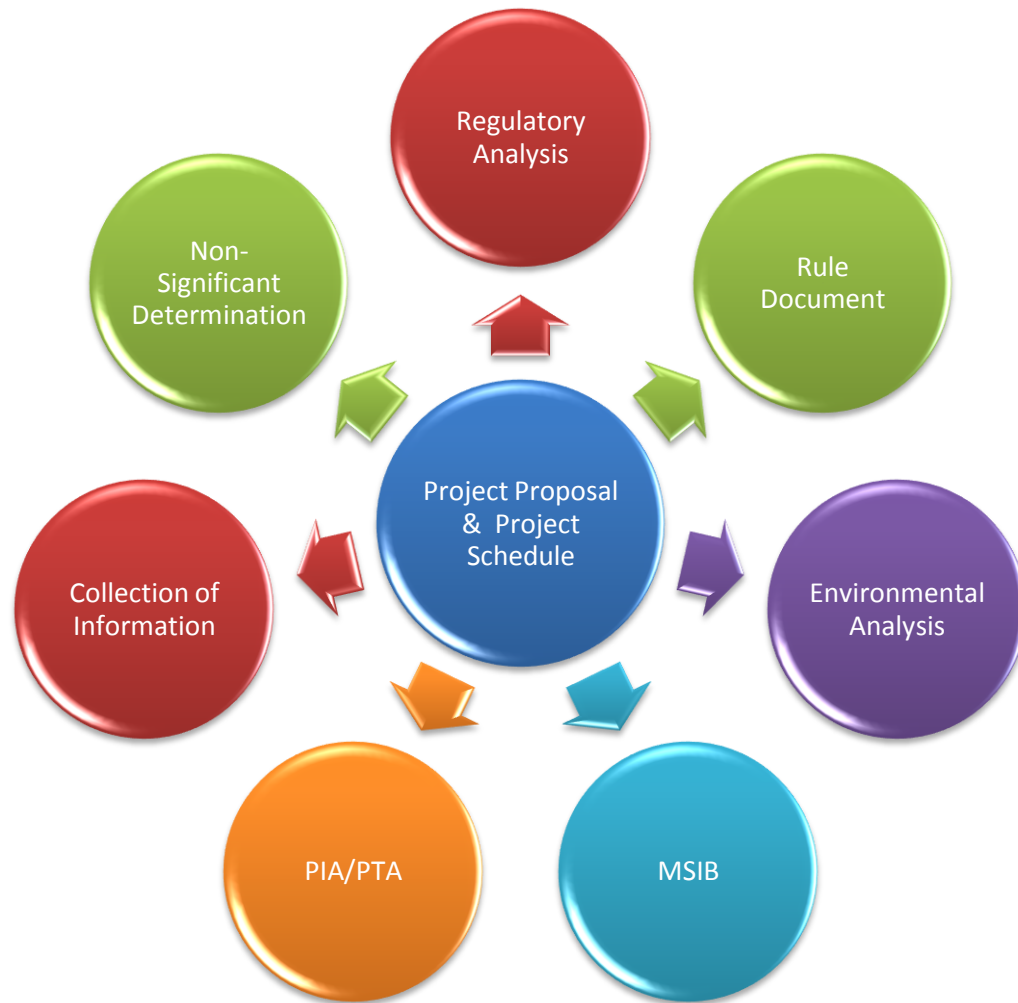 Regulatory
Analysis
Non-
Significant
Determination
Rule
Document
Project Proposal
& Project
Schedule
Collection of
Information
Environmental
Analysis
PIA/PTA
MSIB